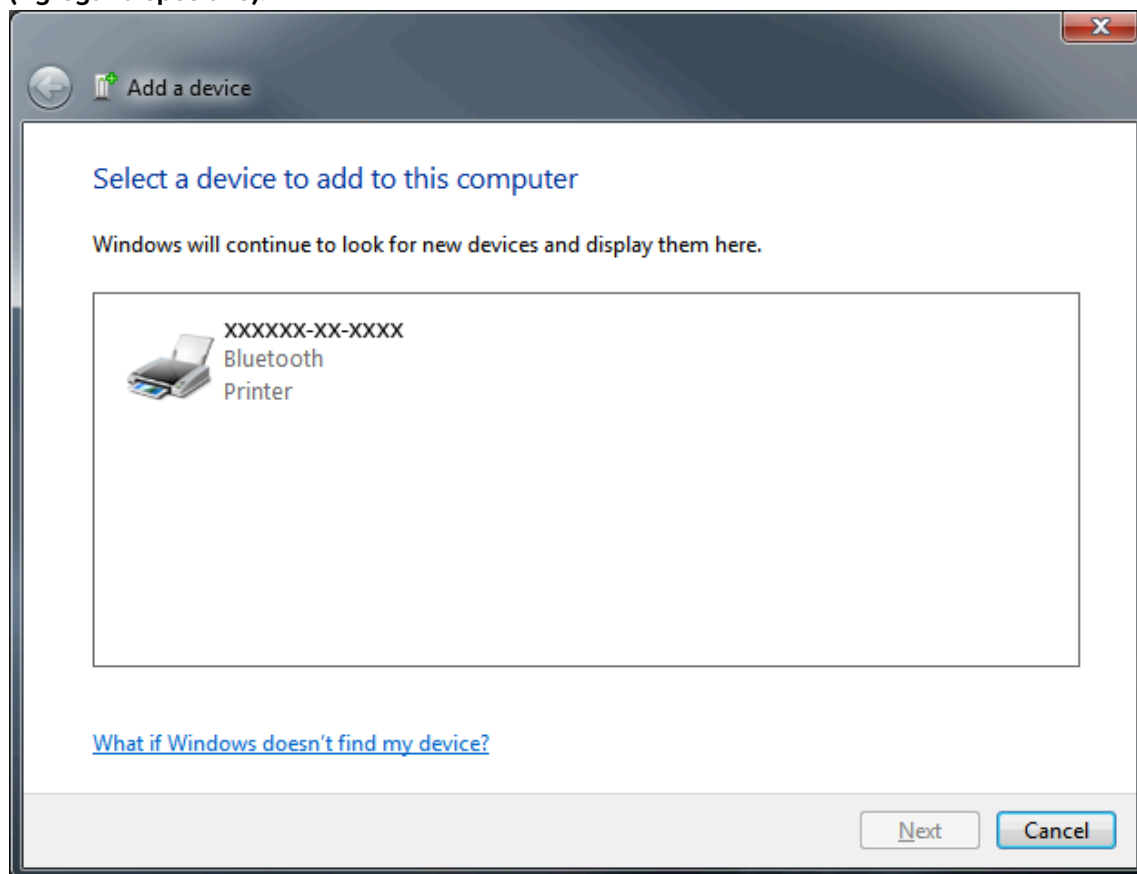 Add a device
Select a device to add to this computer
Windows will continue to look for new devices and display them here.
XXXXXX-XX-XXXX
Bluetooth
Printer
What if Windows doesn't find my device?
Next
Cancel